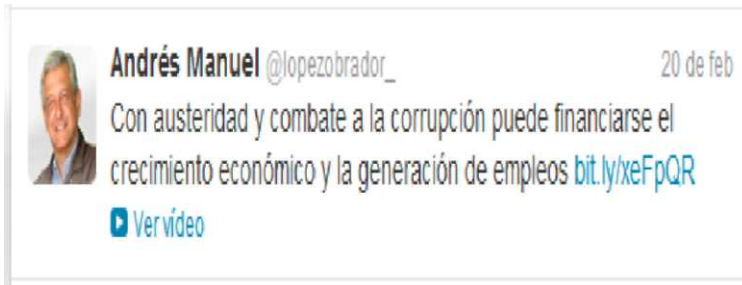 Andrés Manuel @lopezobrador_ 20 de feb
Con austeridad y combate a la corrupción puede financiarse el
crecimiento económico y la generación de empleos bit.ly/xeFpQR
Ver vídeo